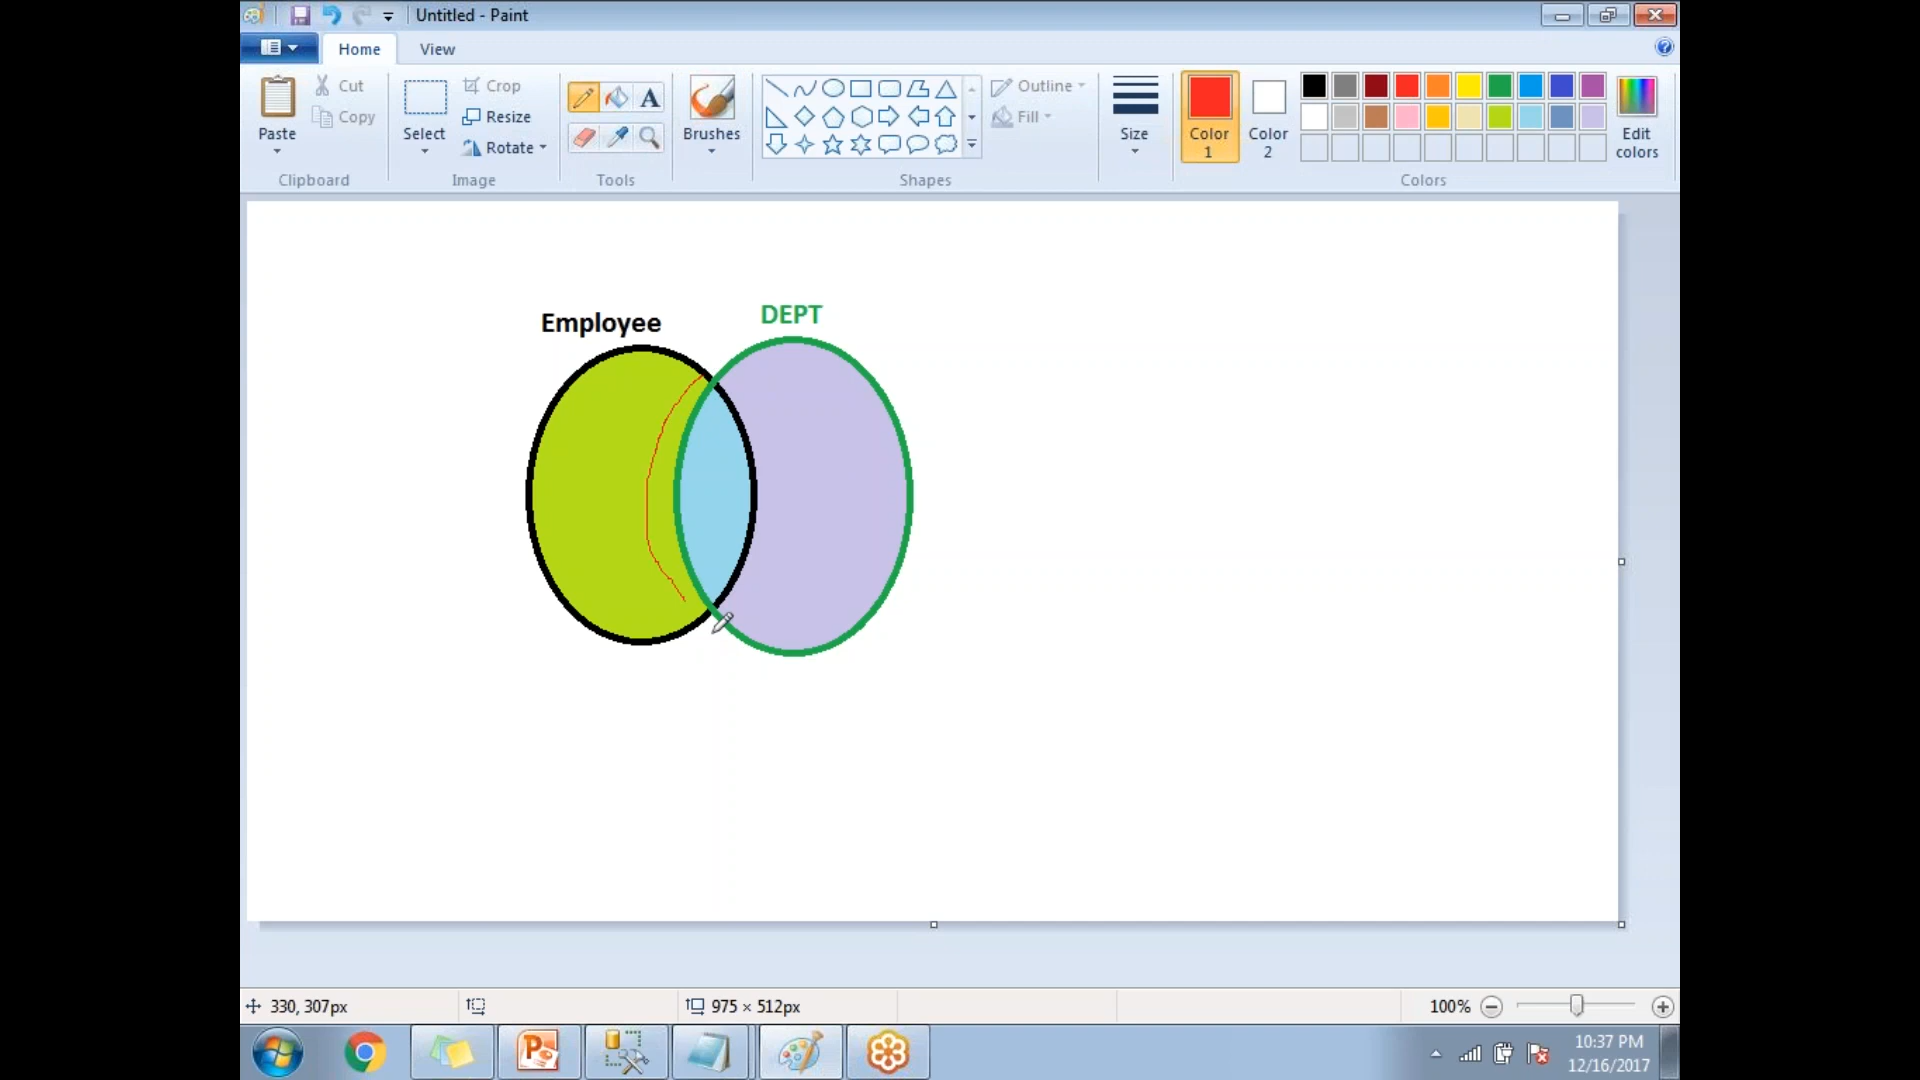 Untitled - Paint
Home View
Paste
Cut
Copy
Clipboard
Select
Crop
Resize
Rotate
Image
A
Tools
Brushes
Shapes
Outline
Fill
Size
Color 1
Color 2
Edit colors
Colors
Employee
DEPT
330, 307px
975 × 512px
100%
10:37 PM
12/16/2017